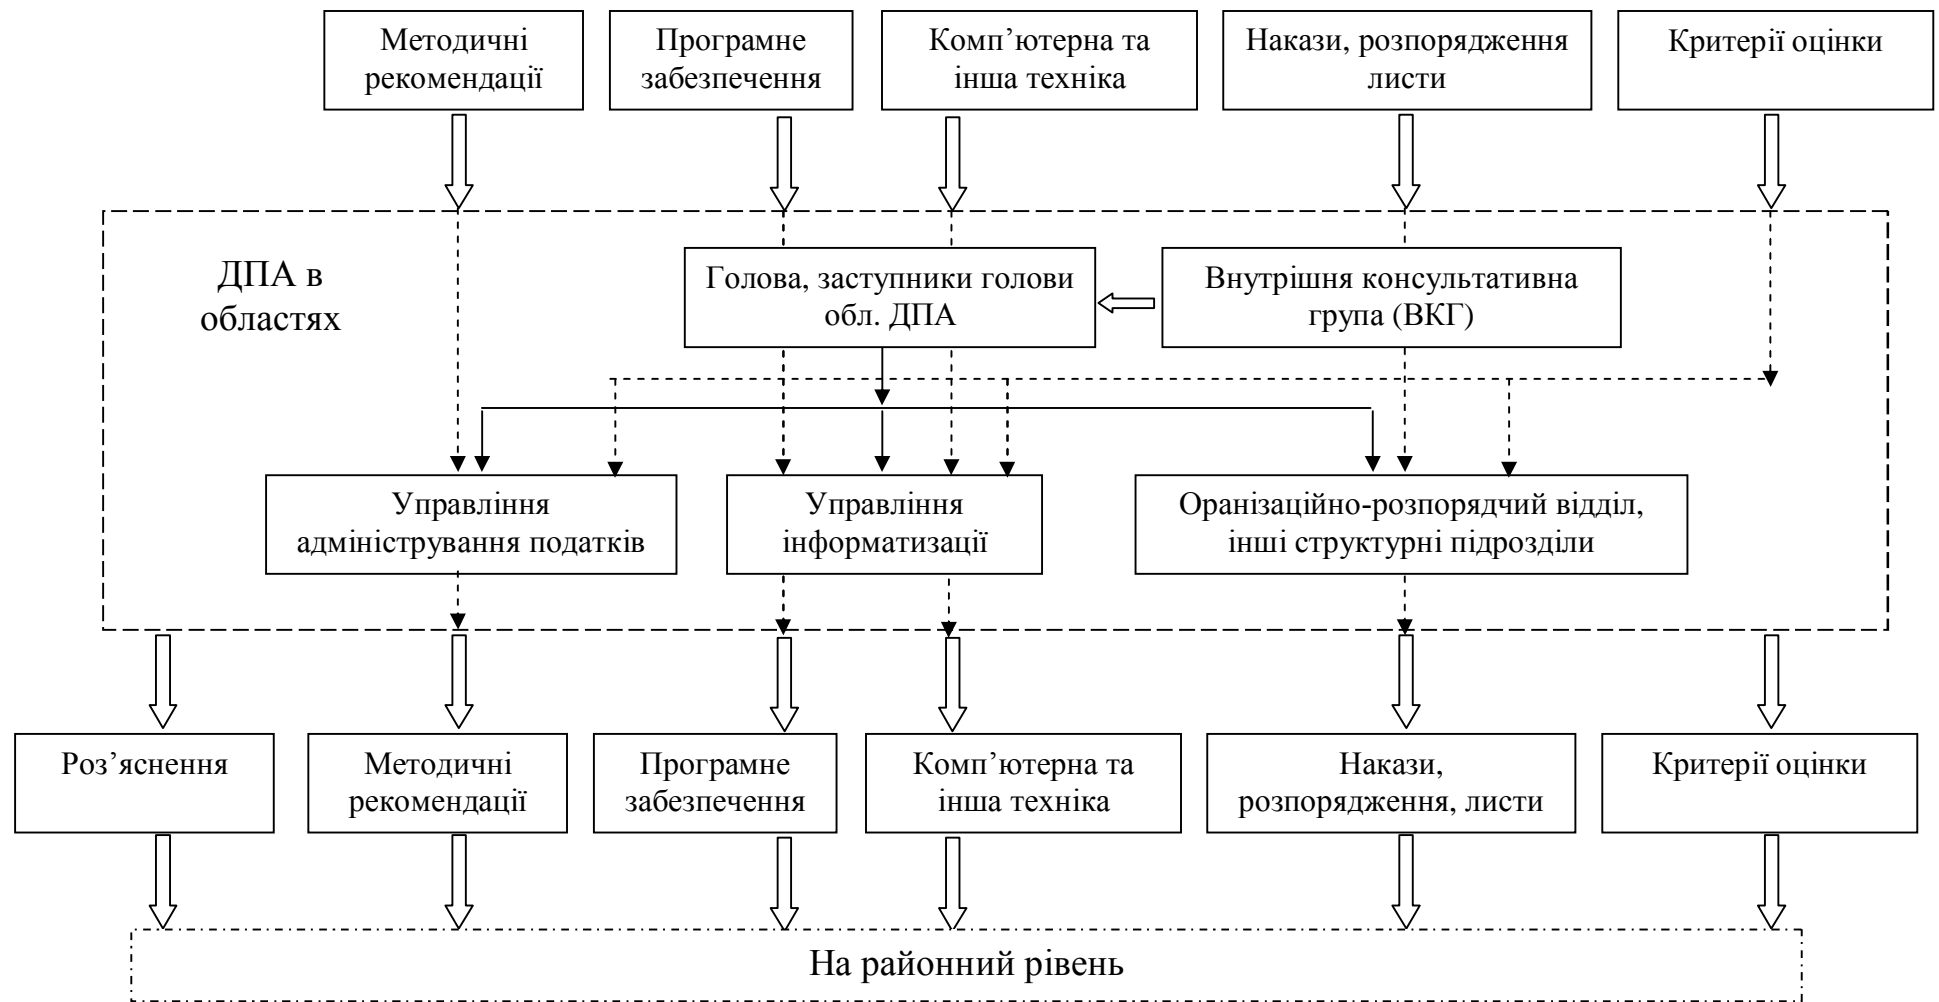 Методичні
рекомендації
Програмне
забезпечення
Комп’ютерна та
інша техніка
Накази, розпорядження
листи
Критерії оцінки
ДПА в
областях
Голова, заступники голови
обл. ДПА
Внутрішня консультативна
група (ВКГ)
Управління
адміністрування податків
Управління
інформатизації
Оранізаційно-розпорядчий відділ,
інші структурні підрозділи
Роз’яснення
Методичні
рекомендації
Програмне
забезпечення
Комп’ютерна та
інша техніка
Накази,
розпорядження, листи
Критерії оцінки
На районний рівень